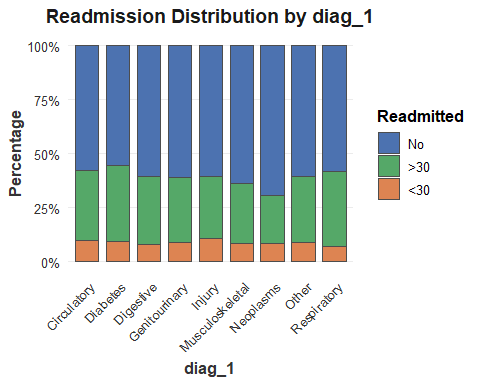 Readmission Distribution by diag_1
100%
75%
50%
25%
0%
Percentage
Circulatory
Diabetes
Digestive
Genitourinary
Injury
Musculoskeletal
Neoplasms
Other
Respiratory
diag_1
Readmitted
No
>30
<30